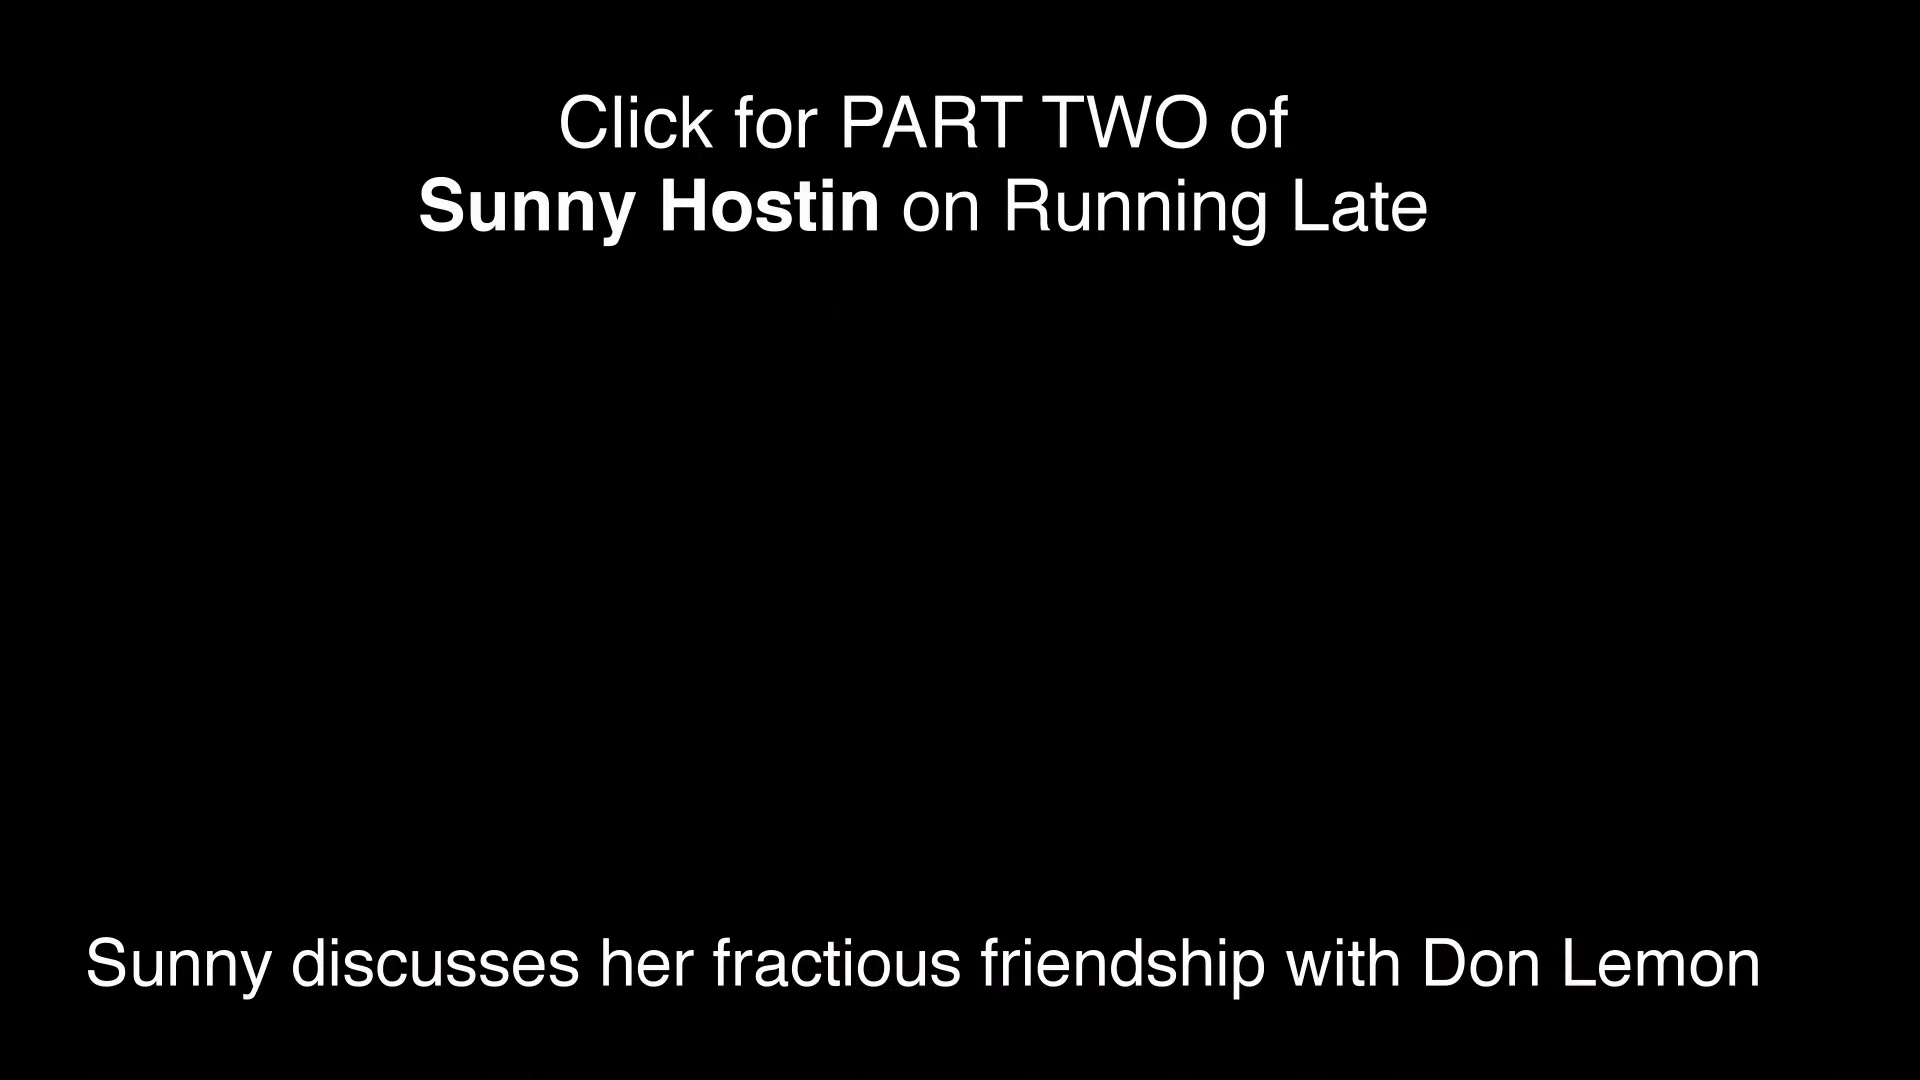 Click for PART TWO of
Sunny Hostin on Running Late
Sunny discusses her fractious friendship with Don Lemon